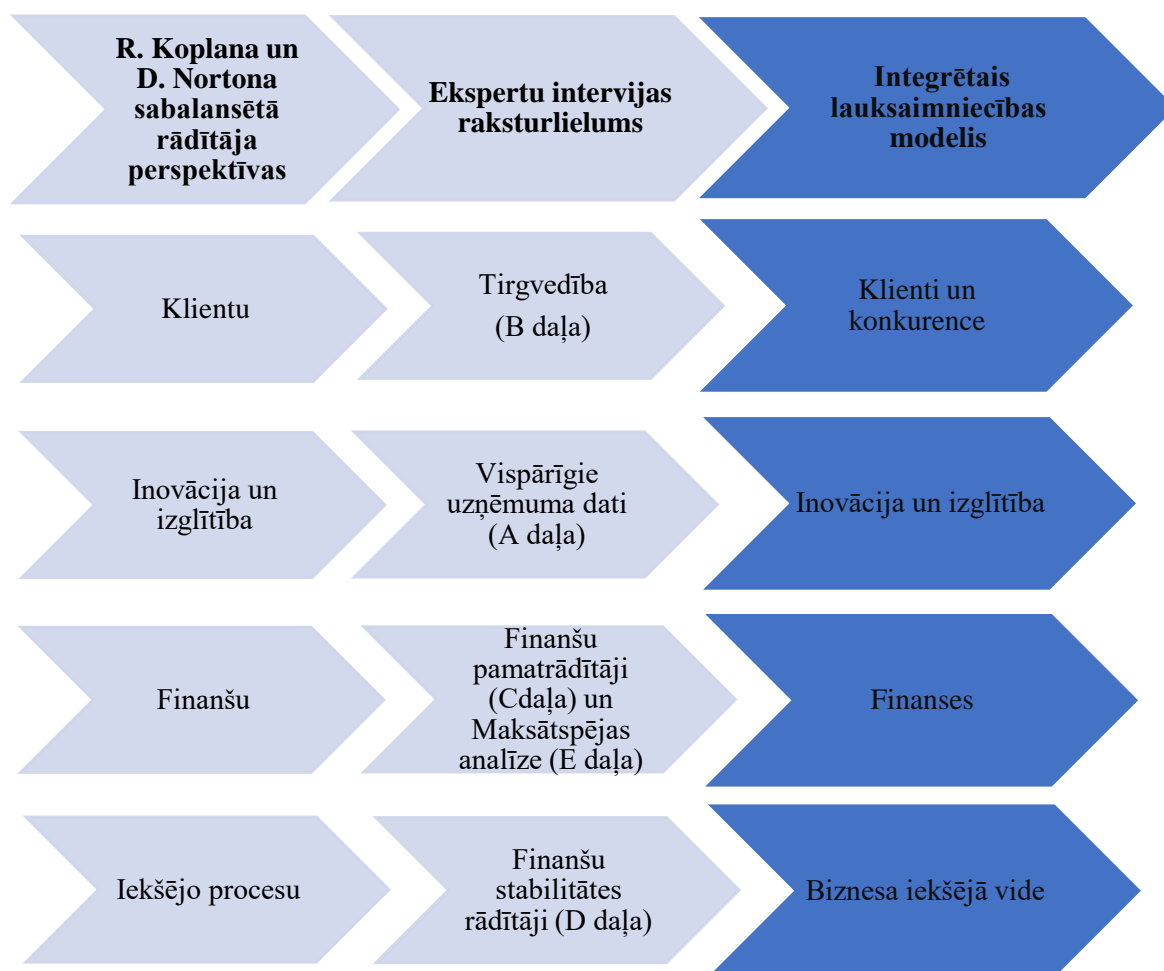 R. Koplana un
D. Nortona
sabalansētā
rādītāja
perspektīvas
Ekspertu intervijas
raksturlielums
Integrētais
lauksaimniecības
modelis
Klientu
Tirgvedība
(B daļa)
Klienti un
konkurence
Inovācija un
izglītība
Vispārīgie
uzņēmuma dati
(A daļa)
Inovācija un izglītība
Finanšu
Finanšu
pamatrādītāji
(Cdaļa) un
Maksātspējas
analīze (E daļa)
Finanses
Iekšējo procesu
Finanšu
stabilitātes
rādītāji (D daļa)
Biznesa iekšējā vide